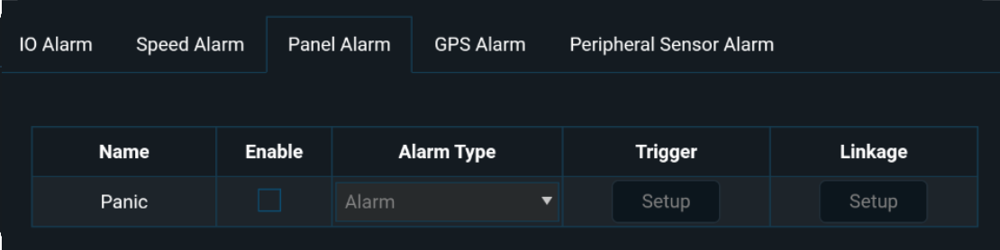 IO Alarm Speed Alarm Panel Alarm GPS Alarm Peripheral Sensor Alarm
Name Enable Alarm Type Trigger Linkage
Panic Alarm Setup Setup